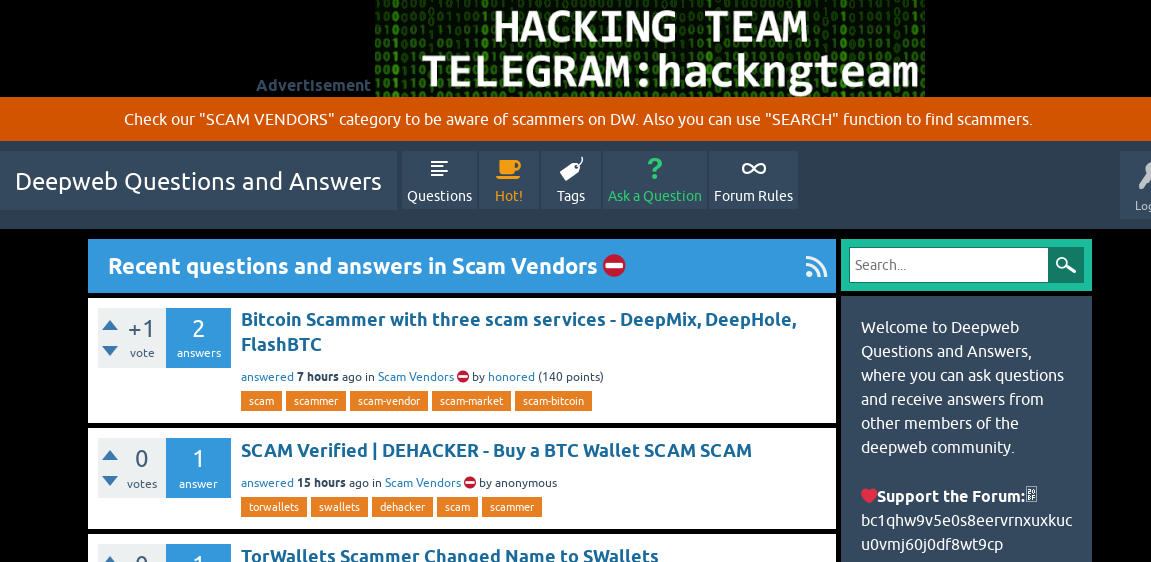 HACKING TEAM
TELEGRAM:hackngteam
Advertisement
Check our "SCAM VENDORS" category to be aware of scammers on DW. Also you can use "SEARCH" function to find scammers.
Deepweb Questions and Answers
Questions
Hot!
Tags
Ask a Question
Forum Rules
Recent questions and answers in Scam Vendors
Search...
+1
vote
2
answers
Bitcoin Scammer with three scam services - DeepMix, DeepHole,
FlashBTC
answered 7 hours ago in Scam Vendors by honored (140 points)
scam scammer scam-vendor scam-market scam-bitcoin
0
votes
1
answer
SCAM Verified | DEHACKER - Buy a BTC Wallet SCAM SCAM
answered 15 hours ago in Scam Vendors by anonymous
torwallets swallets dehacker scam scammer
TorWallets Scammer Changed Name to SWallets
Welcome to Deepweb
Questions and Answers,
where you can ask questions
and receive answers from
other members of the
deepweb community.
Support the Forum:
bc1qhw9v5e0s8eervrnxuxkuc
u0vmj60j0df8wt9cp